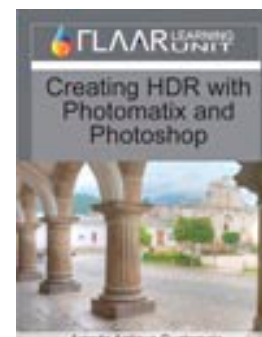 FLAAR LEARNING
UNIT
Creating HDR with
Photomatix and
Photoshop